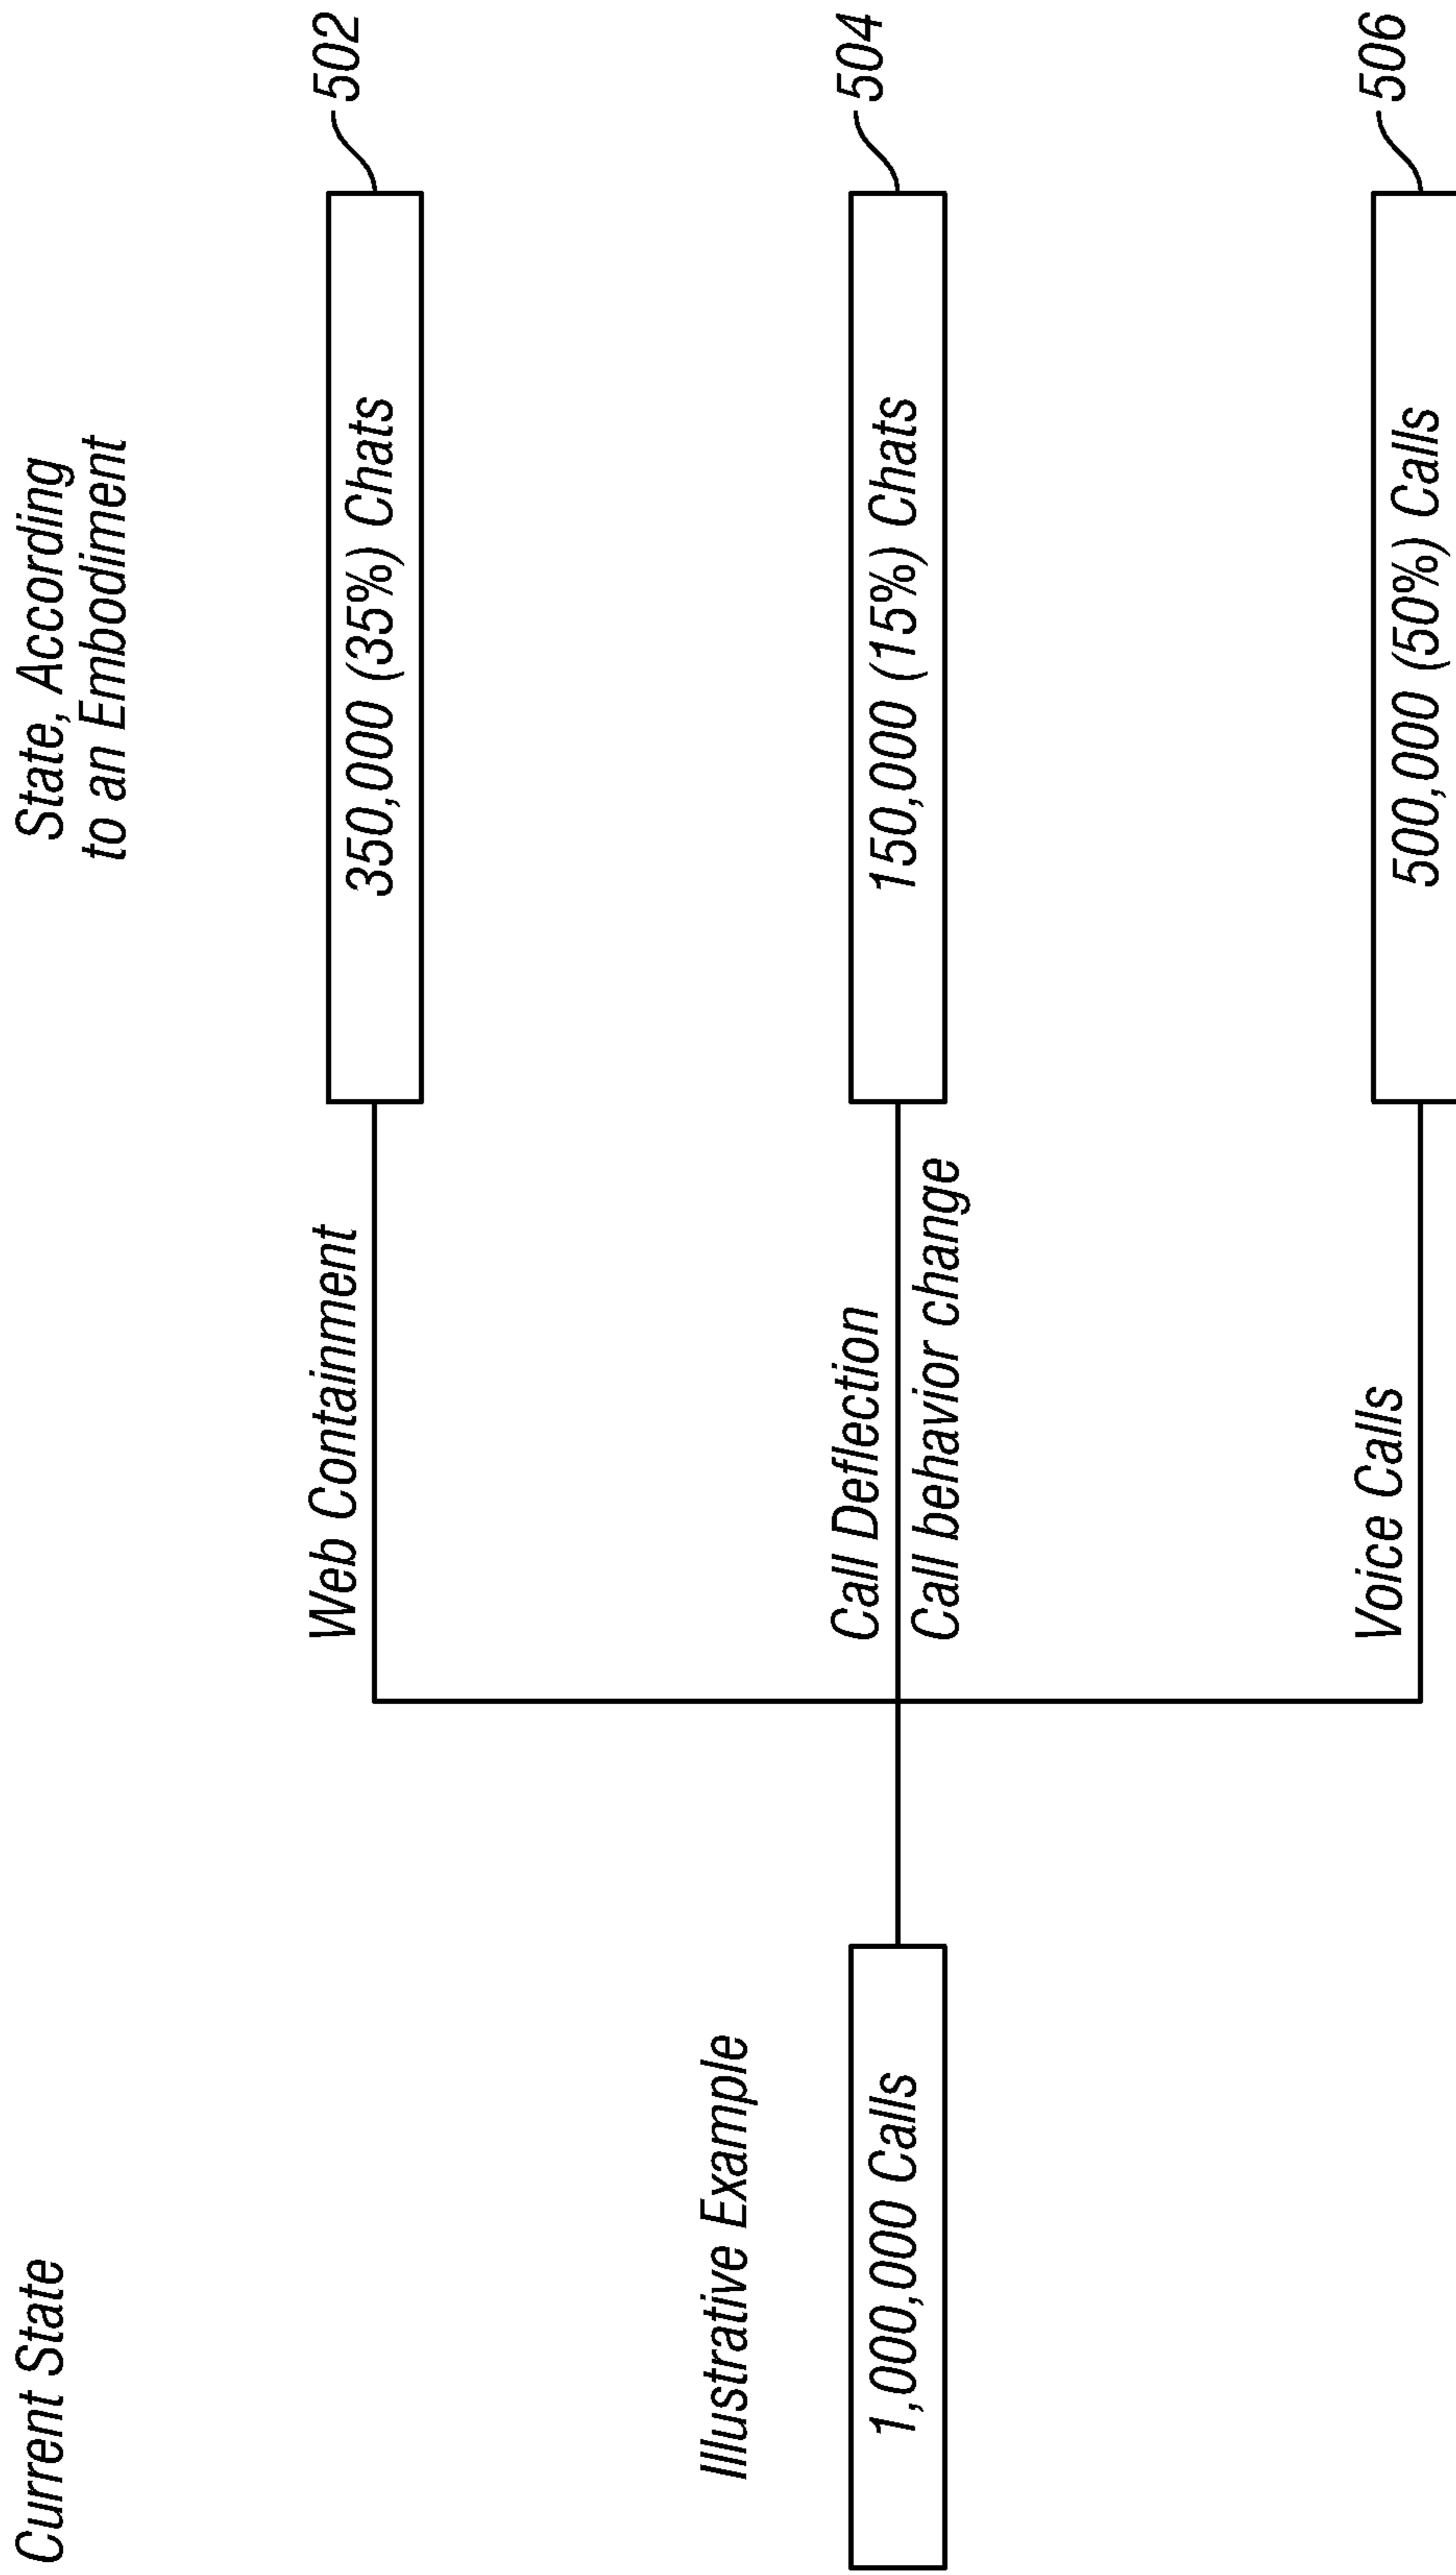 Current State
State, According
to an Embodiment
Illustrative Example
1,000,000 Calls
Web Containment
350,000 (35%) Chats
502
Call Deflection
Call behavior change
150,000 (15%) Chats
504
Voice Calls
500,000 (50%) Calls
506